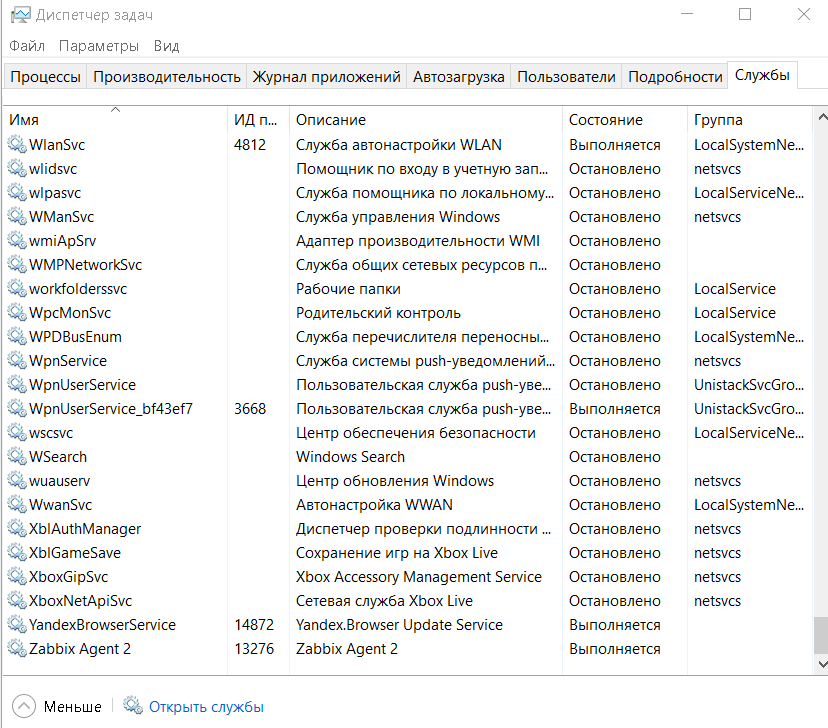 Диспетчер задач
Файл Параметры Вид
Процессы Производительность Журнал приложений Автозагрузка Пользователи Подробности Службы
Имя ИД п... Описание Состояние Группа
WlanSvc 4812 Служба автонастройки WLAN Выполняется LocalSystemNe...
wlidsvc Помощник по входу в учетную зап... Остановлено netsvcs
wlpasvc Служба помощника по локальному... Остановлено LocalServiceNe...
WManSvc Служба управления Windows Остановлено netsvcs
wmiApSrv Адаптер производительности WMI Остановлено
WMPNetworkSvc Служба общих сетевых ресурсов п... Остановлено
workfolderssvc Рабочие папки Остановлено LocalService
WpcMonSvc Родительский контроль Остановлено LocalService
WPDBusEnum Служба перечислителя переносны... Остановлено LocalSystemNe...
WpnService Служба системы push-уведомлений... Остановлено netsvcs
WpnUserService Пользовательская служба push-уве... Остановлено UnistackSvcGro...
WpnUserService_bf43ef7 3668 Пользовательская служба push-уве... Выполняется UnistackSvcGro...
wscsvc Центр обеспечения безопасности Остановлено LocalServiceNe...
WSearch Windows Search Остановлено
wuauserv Центр обновления Windows Остановлено netsvcs
WwanSvc Автонастройка WWAN Остановлено LocalSystemNe...
XblAuthManager Диспетчер проверки подлинности ... Остановлено netsvcs
XblGameSave Сохранение игр на Xbox Live Остановлено netsvcs
XboxGipSvc Xbox Accessory Management Service Остановлено netsvcs
XboxNetApiSvc Сетевая служба Xbox Live Остановлено netsvcs
YandexBrowserService 14872 Yandex.Browser Update Service Выполняется
Zabbix Agent 2 13276 Zabbix Agent 2 Выполняется
Меньше Открыть службы